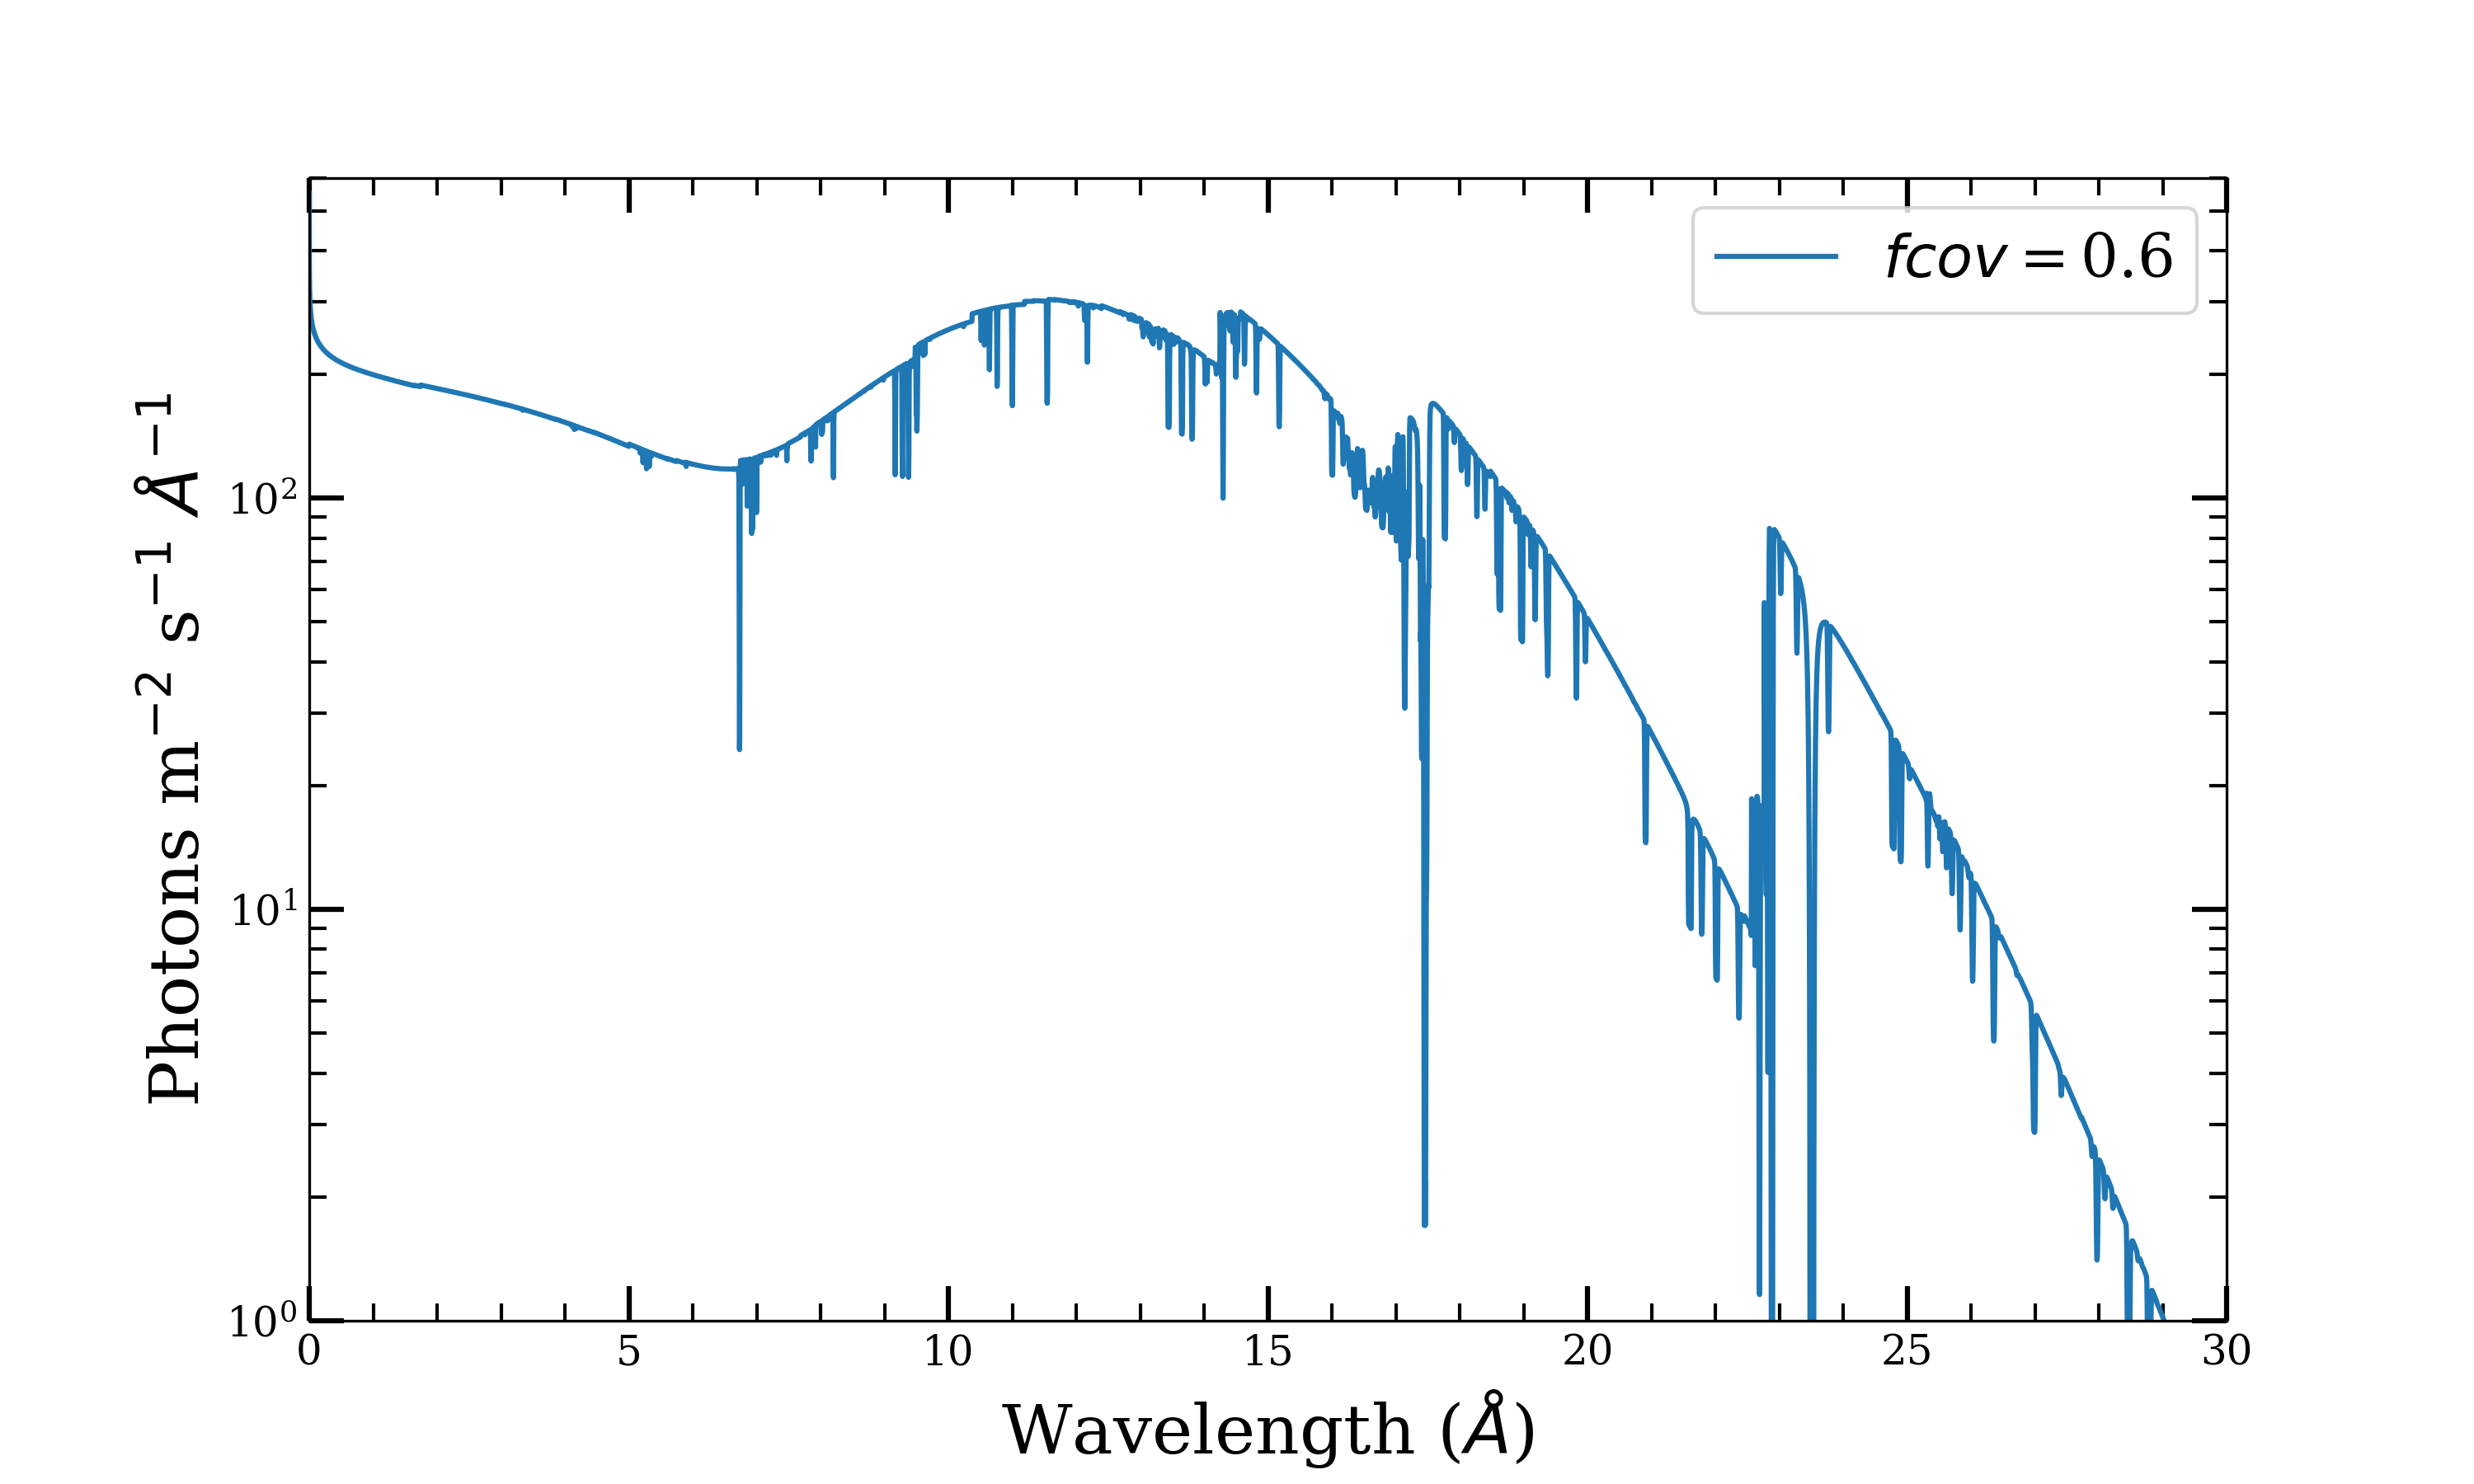 fcov = 0.6
Photons m⁻² s⁻¹ Å⁻¹
10²
10¹
10⁰
0 5 10 15 20 25 30
Wavelength (Å)